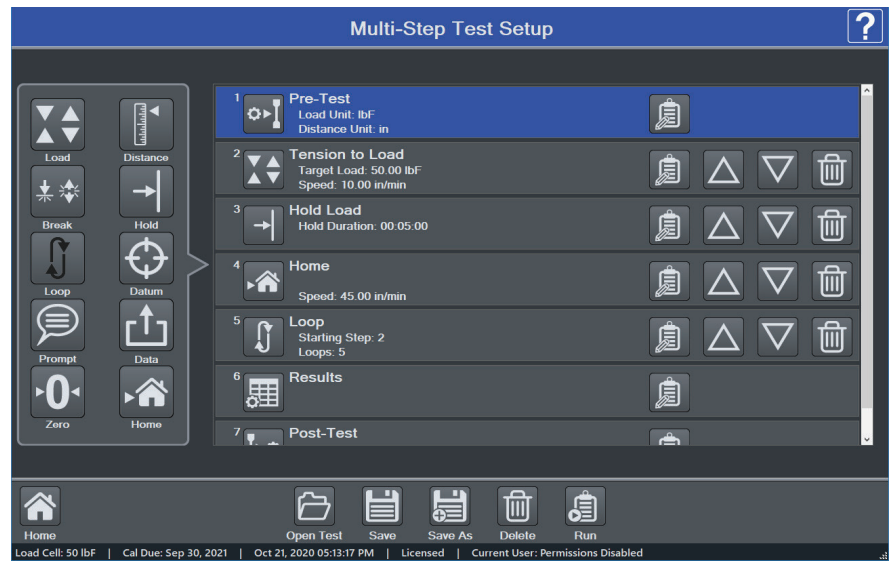 Multi-Step Test Setup
?
Load
Distance
Break
Hold
Loop
Datum
Prompt
Data
0
Zero
Home
1
Pre-Test
Load Unit: lbF
Distance Unit: in
2
Tension to Load
Target Load: 50.00 lbF
Speed: 10.00 in/min
3
Hold Load
Hold Duration: 00:05:00
4
Home
Speed: 45.00 in/min
5
Loop
Starting Step: 2
Loops: 5
6
Results
7
Post-Test
Home
Open Test
Save
Save As
Delete
Run
Load Cell: 50 lbF | Cal Due: Sep 30, 2021 | Oct 21, 2020 05:13:17 PM | Licensed | Current User: Permissions Disabled